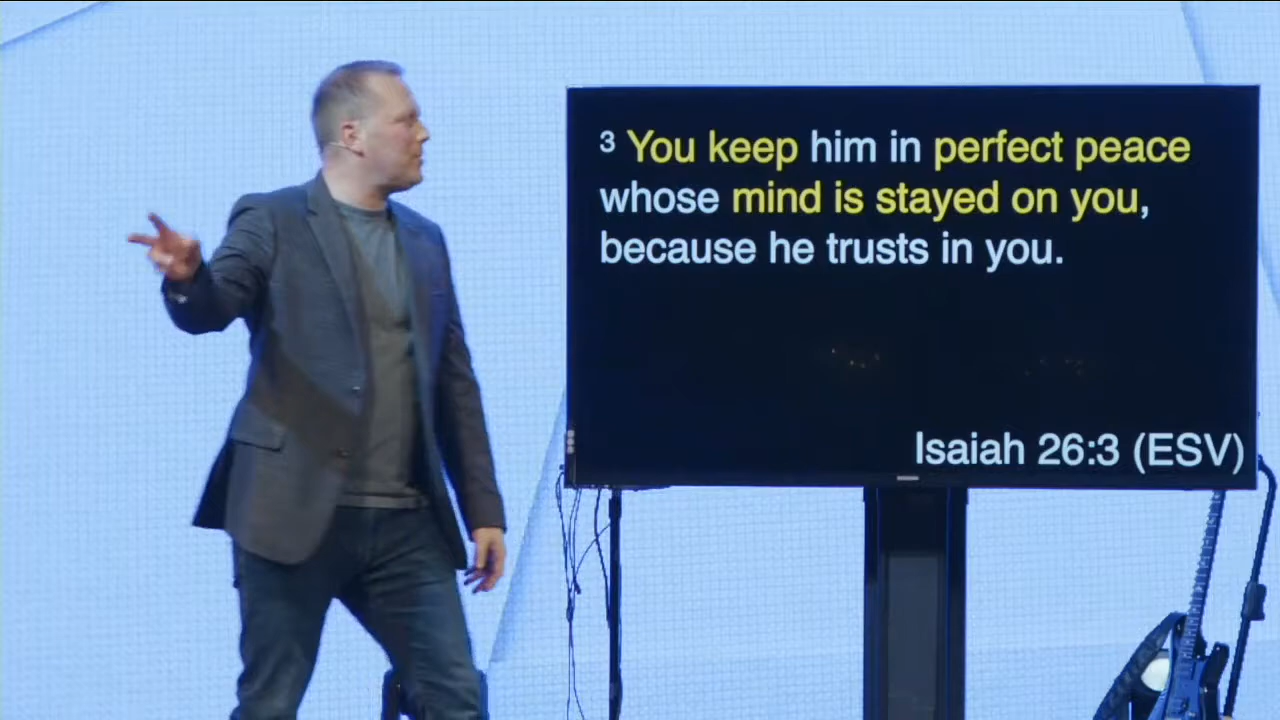 3 You keep him in perfect peace
whose mind is stayed on you,
because he trusts in you.
Isaiah 26:3 (ESV)